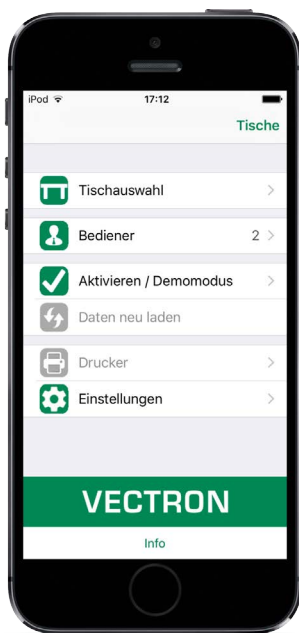 iPod 17:12
Tische
Tischauswahl
Bediener 2
Aktivieren / Demomodus
Daten neu laden
Drucker
Einstellungen
VECTRON
Info